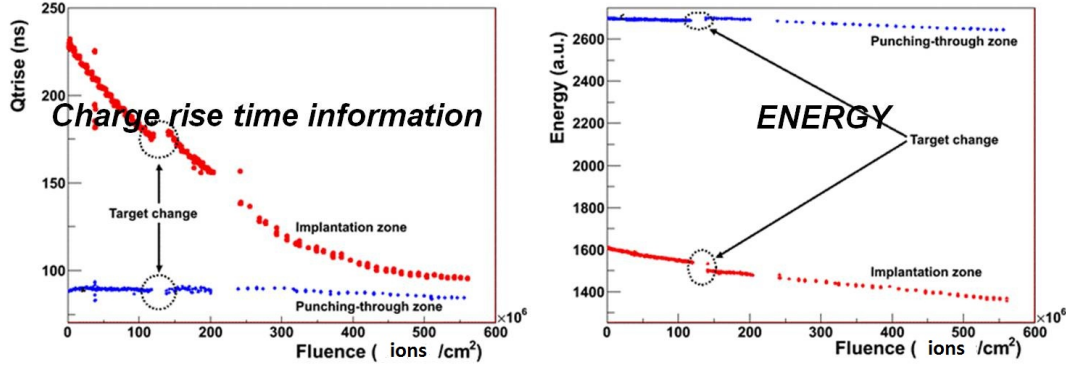 250
200
150
100
Qtrise (ns)
Charge rise time information
Target change
Implantation zone
Punching-through zone
0 100 200 300 400 500 600
×10⁶
Fluence ( ions /cm²)
2600
2400
2200
2000
1800
1600
1400
Energy (a.u.)
Punching-through zone
ENERGY
Target change
Implantation zone
0 100 200 300 400 500 600
×10⁶
Fluence ( ions /cm²)